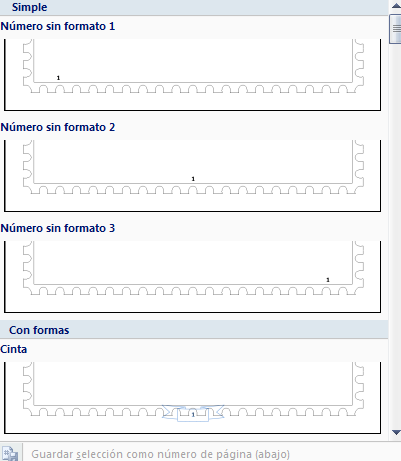 Simple
Número sin formato 1
1
Número sin formato 2
1
Número sin formato 3
1
Con formas
Cinta
1
Guardar selección como número de página (abajo)